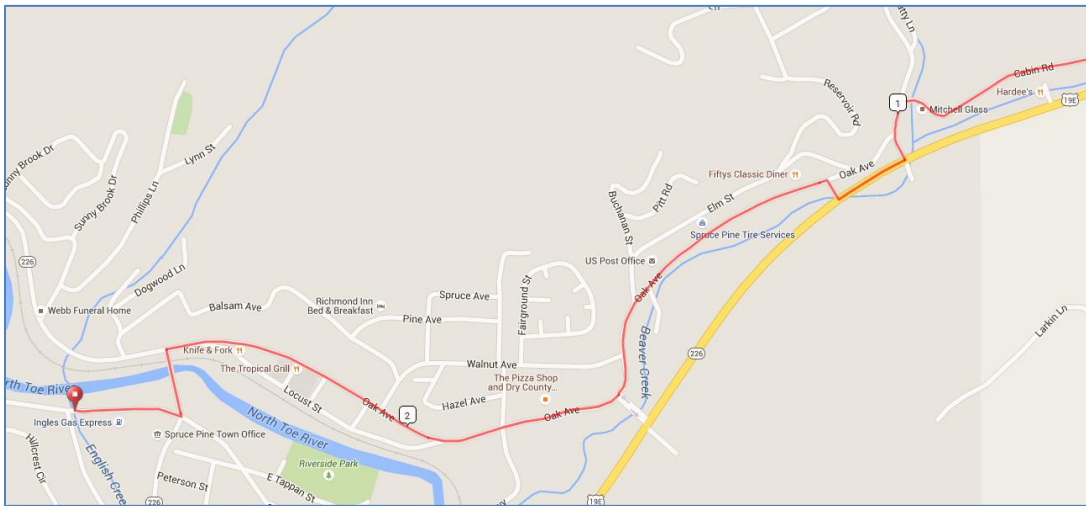 tty Ln
Cabin Rd
Hardee's
19E
Mitchell Glass
1
Reservoir Rd
Oak Ave
Fiftys Classic Diner
Lynn St
Sunny Brook Dr
Sunny Brook Dr
Phillips Ln
Pitt Rd
Elm St
Buchanan St
Spruce Pine Tire Services
US Post Office
Oak Ave
226
Dogwood Ln
Webb Funeral Home
Balsam Ave
Richmond Inn
Bed & Breakfast
Spruce Ave
Fairground St
Pine Ave
Beaver Creek
226
Larkin Ln
Knife & Fork
The Tropical Grill
Walnut Ave
The Pizza Shop
and Dry County...
North Toe River
Locust St
Hazel Ave
Oak Ave
2
Oak Ave
Ingles Gas Express
Spruce Pine Town Office
North Toe River
Hillcrest Cir
English Cree
Riverside Park
Peterson St
E Tappan St
226
19E